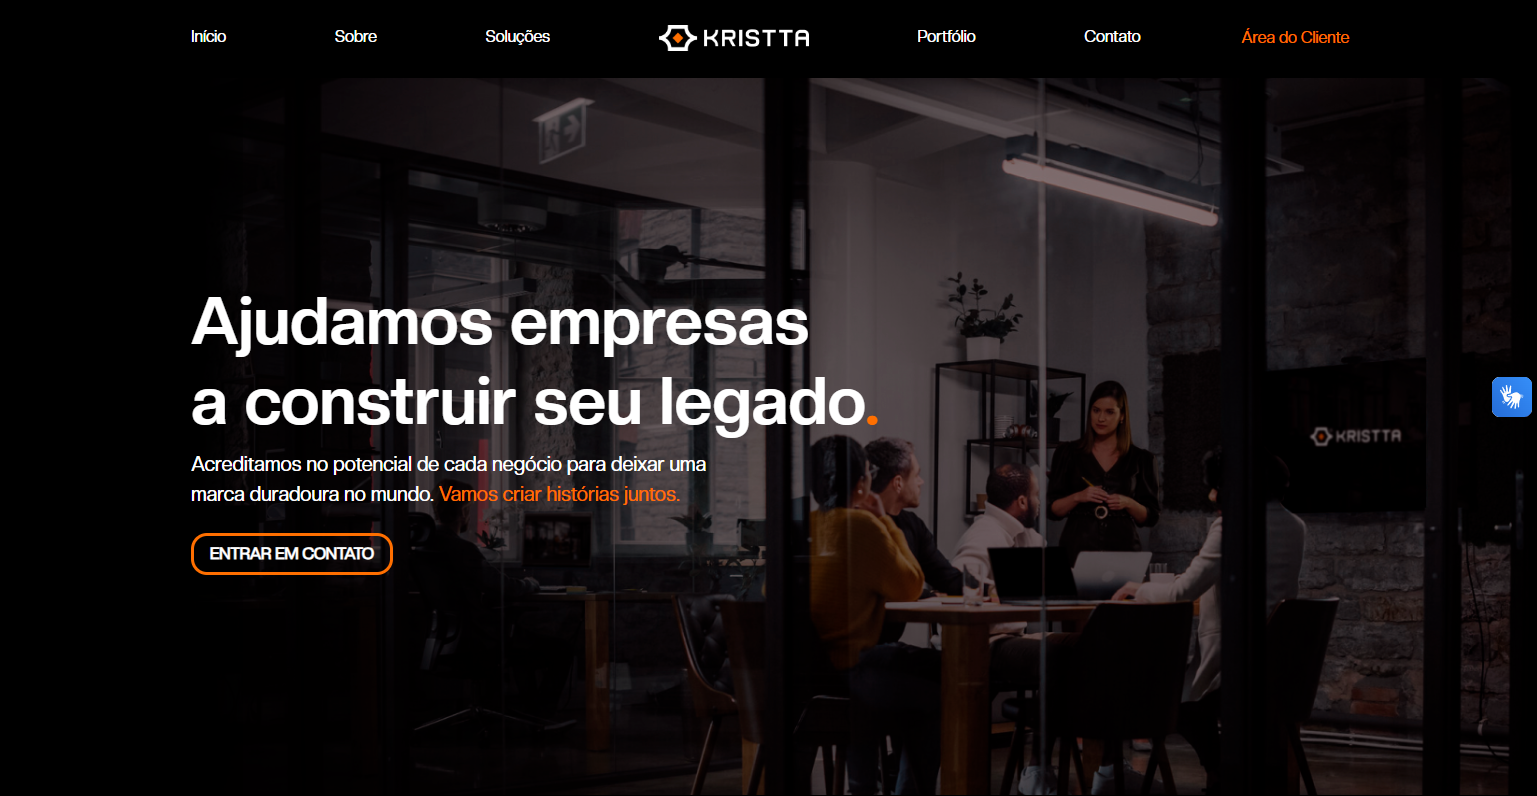 Início
Sobre
Soluções
KRISTTA
Portfólio
Contato
Área do Cliente
Ajudamos empresas
a construir seu legado.
KRISTTA
Acreditamos no potencial de cada negócio para deixar uma
marca duradoura no mundo. Vamos criar histórias juntos.
ENTRAR EM CONTATO